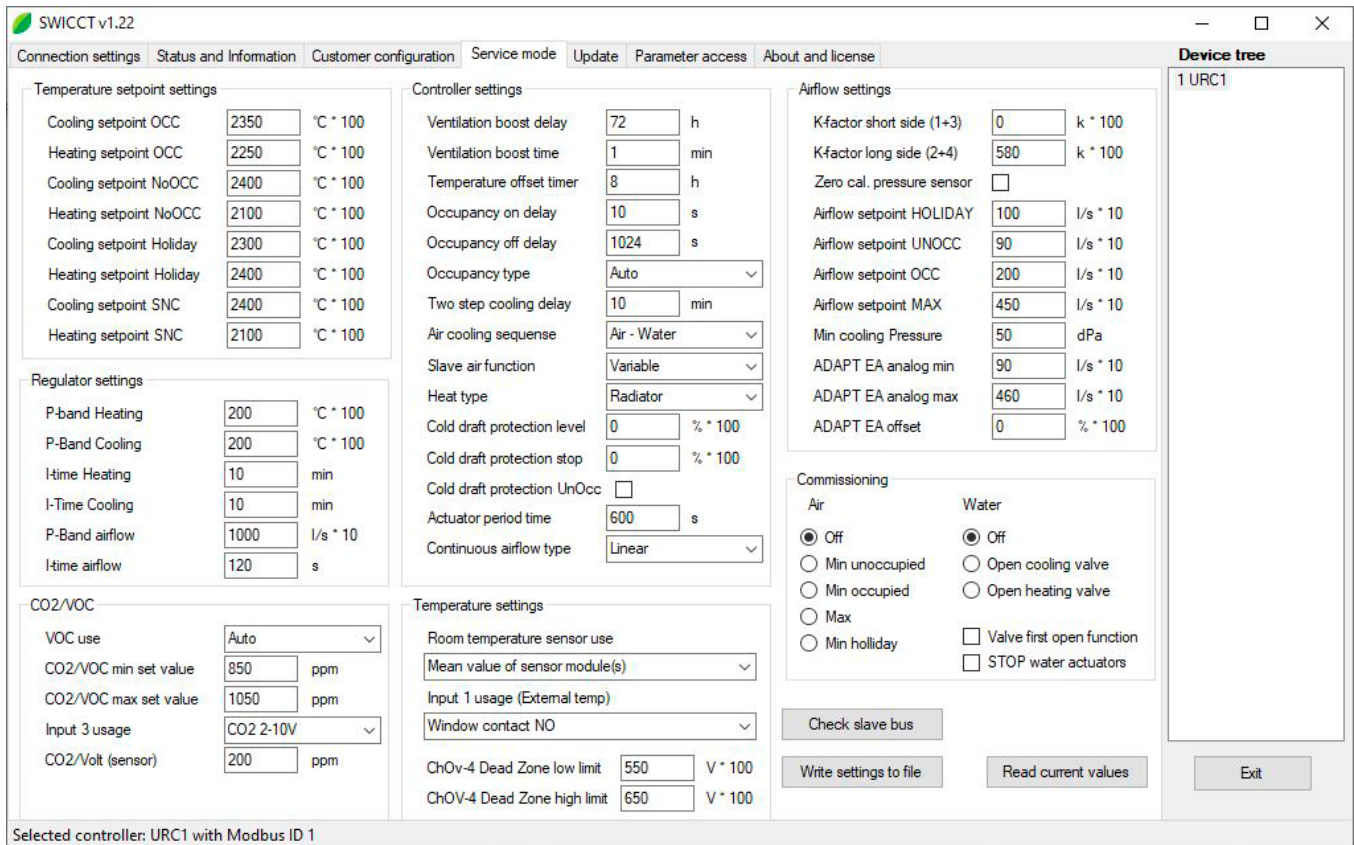 SWICCT v1.22
Connection settings Status and Information Customer configuration Service mode Update Parameter access About and license
Device tree
1 URC1
Temperature setpoint settings
Cooling setpoint OCC 2350 °C * 100
Heating setpoint OCC 2250 °C * 100
Cooling setpoint NoOCC 2400 °C * 100
Heating setpoint NoOCC 2100 °C * 100
Cooling setpoint Holiday 2300 °C * 100
Heating setpoint Holiday 2400 °C * 100
Cooling setpoint SNC 2400 °C * 100
Heating setpoint SNC 2100 °C * 100
Regulator settings
P-band Heating 200 °C * 100
P-Band Cooling 200 °C * 100
I-time Heating 10 min
I-Time Cooling 10 min
P-Band airflow 1000 l/s * 10
I-time airflow 120 s
CO2/VOC
VOC use Auto
CO2/VOC min set value 850 ppm
CO2/VOC max set value 1050 ppm
Input 3 usage CO2 2-10V
CO2/Volt (sensor) 200 ppm
Controller settings
Ventilation boost delay 72 h
Ventilation boost time 1 min
Temperature offset timer 8 h
Occupancy on delay 10 s
Occupancy off delay 1024 s
Occupancy type Auto
Two step cooling delay 10 min
Air cooling sequense Air - Water
Slave air function Variable
Heat type Radiator
Cold draft protection level 0 % * 100
Cold draft protection stop 0 % * 100
Cold draft protection UnOcc
Actuator period time 600 s
Continuous airflow type Linear
Temperature settings
Room temperature sensor use
Mean value of sensor module(s)
Input 1 usage (External temp)
Window contact NO
ChOv-4 Dead Zone low limit 550 V * 100
ChOV-4 Dead Zone high limit 650 V * 100
Airflow settings
K-factor short side (1+3) 0 k * 100
K-factor long side (2+4) 580 k * 100
Zero cal. pressure sensor
Airflow setpoint HOLIDAY 100 l/s * 10
Airflow setpoint UNOCC 90 l/s * 10
Airflow setpoint OCC 200 l/s * 10
Airflow setpoint MAX 450 l/s * 10
Min cooling Pressure 50 dPa
ADAPT EA analog min 90 l/s * 10
ADAPT EA analog max 460 l/s * 10
ADAPT EA offset 0 % * 100
Commissioning
Air Water
Off Off
Min unoccupied Open cooling valve
Min occupied Open heating valve
Max
Min holliday Valve first open function
STOP water actuators
Check slave bus
Write settings to file Read current values Exit
Selected controller: URC1 with Modbus ID 1